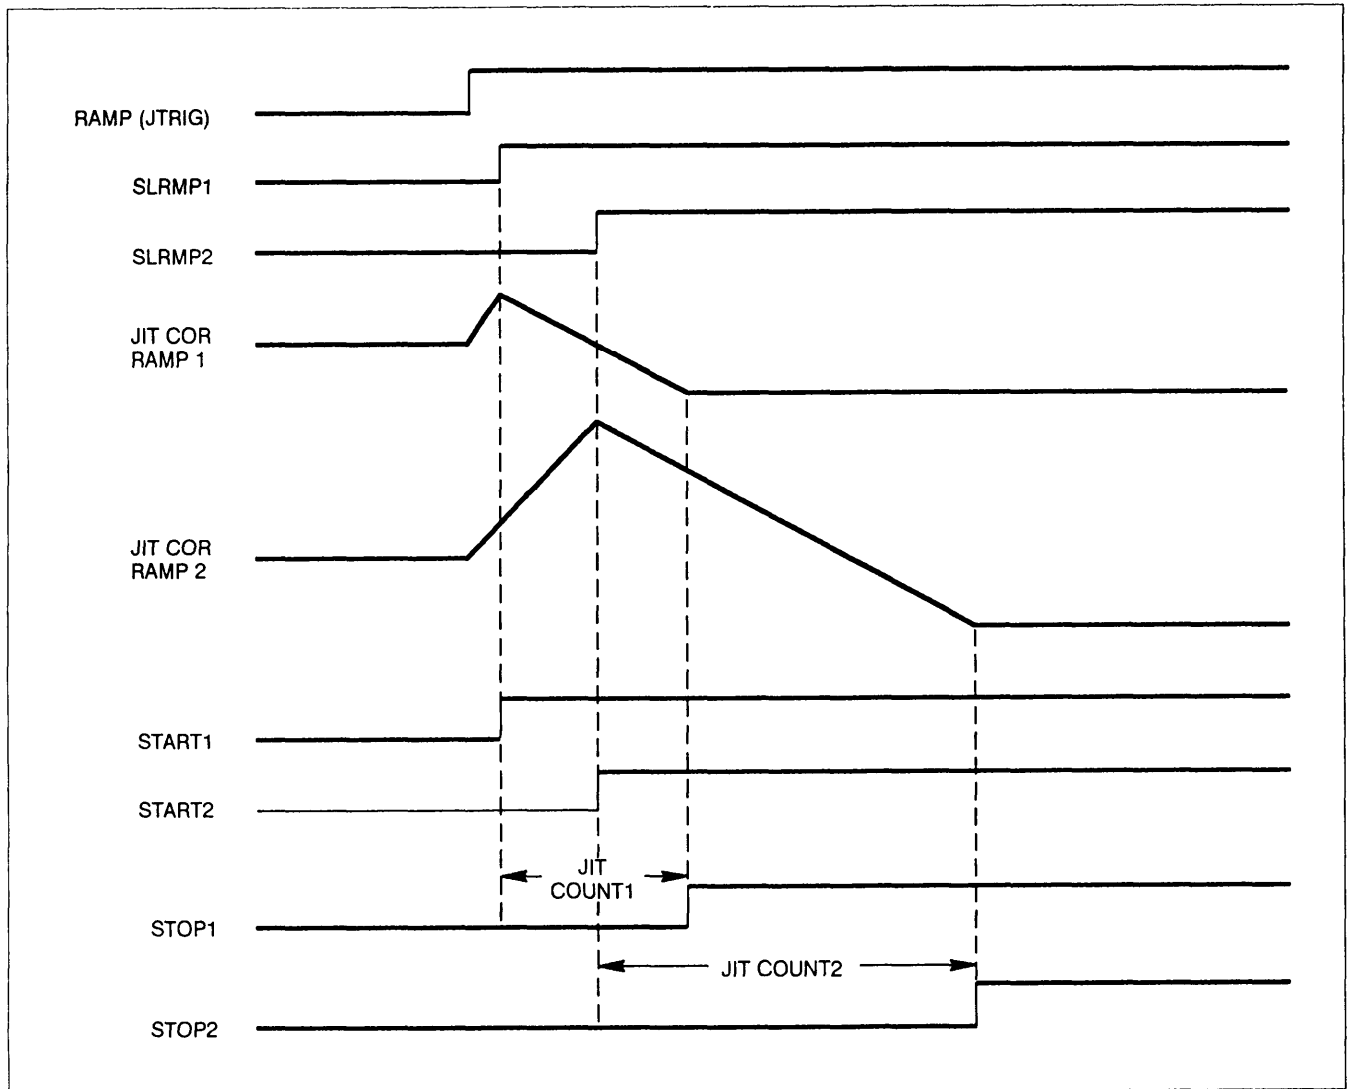 RAMP (JTRIG)
SLRMP1
SLRMP2
JIT COR
RAMP 1
JIT COR
RAMP 2
START1
START2
JIT
COUNT1
STOP1
JIT COUNT2
STOP2